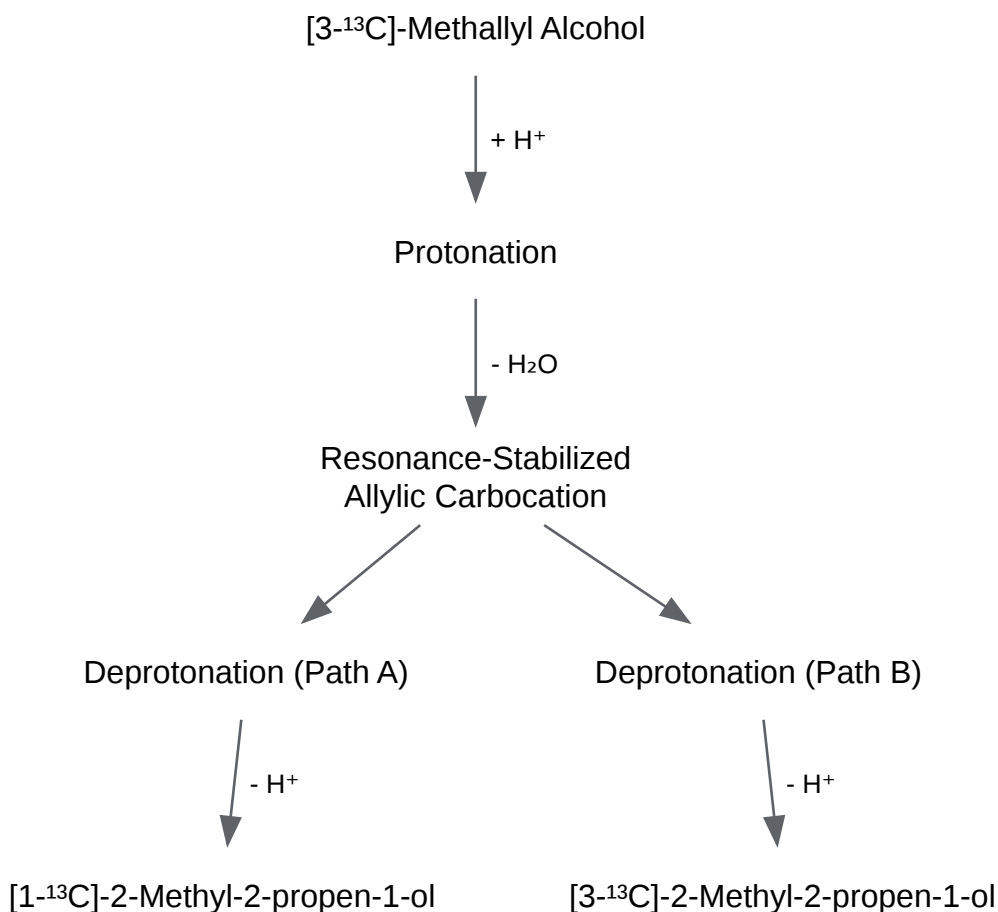 [3-¹³C]-Methallyl Alcohol
+ H⁺
Protonation
- H₂O
Resonance-Stabilized
Allylic Carbocation
Deprotonation (Path A)
Deprotonation (Path B)
- H⁺
- H⁺
[1-¹³C]-2-Methyl-2-propen-1-ol
[3-¹³C]-2-Methyl-2-propen-1-ol